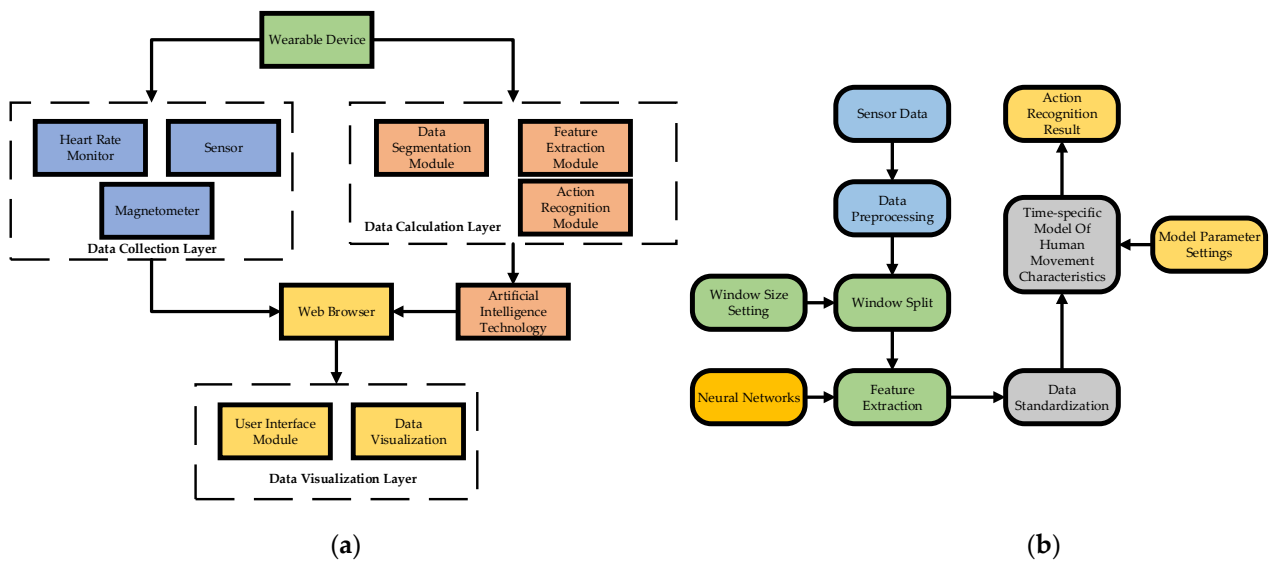 Wearable Device
Heart Rate
Monitor
Sensor
Magnetometer
Data Collection Layer
Data
Segmentation
Module
Feature
Extraction
Module
Action
Recognition
Module
Data Calculation Layer
Web Browser
Artificial
Intelligence
Technology
User Interface
Module
Data
Visualization
Data Visualization Layer
(a)
Sensor Data
Data
Preprocessing
Window Size
Setting
Window Split
Neural Networks
Feature
Extraction
Data
Standardization
Time-specific
Model Of
Human
Movement
Characteristics
Model Parameter
Settings
Action
Recognition
Result
(b)